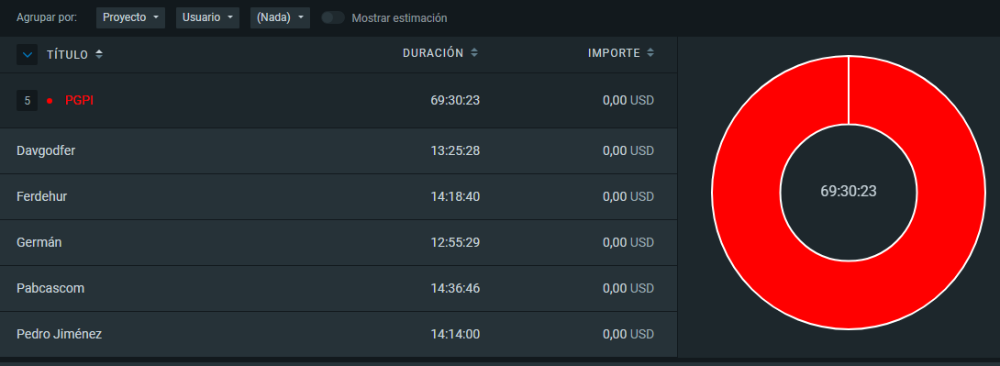 Agrupar por: Proyecto Usuario (Nada) Mostrar estimación
TÍTULO DURACIÓN IMPORTE
5 PGPI 69:30:23 0,00 USD
Davgodfer 13:25:28 0,00 USD
Ferdehur 14:18:40 0,00 USD
Germán 12:55:29 0,00 USD
Pabcascom 14:36:46 0,00 USD
Pedro Jiménez 14:14:00 0,00 USD
69:30:23